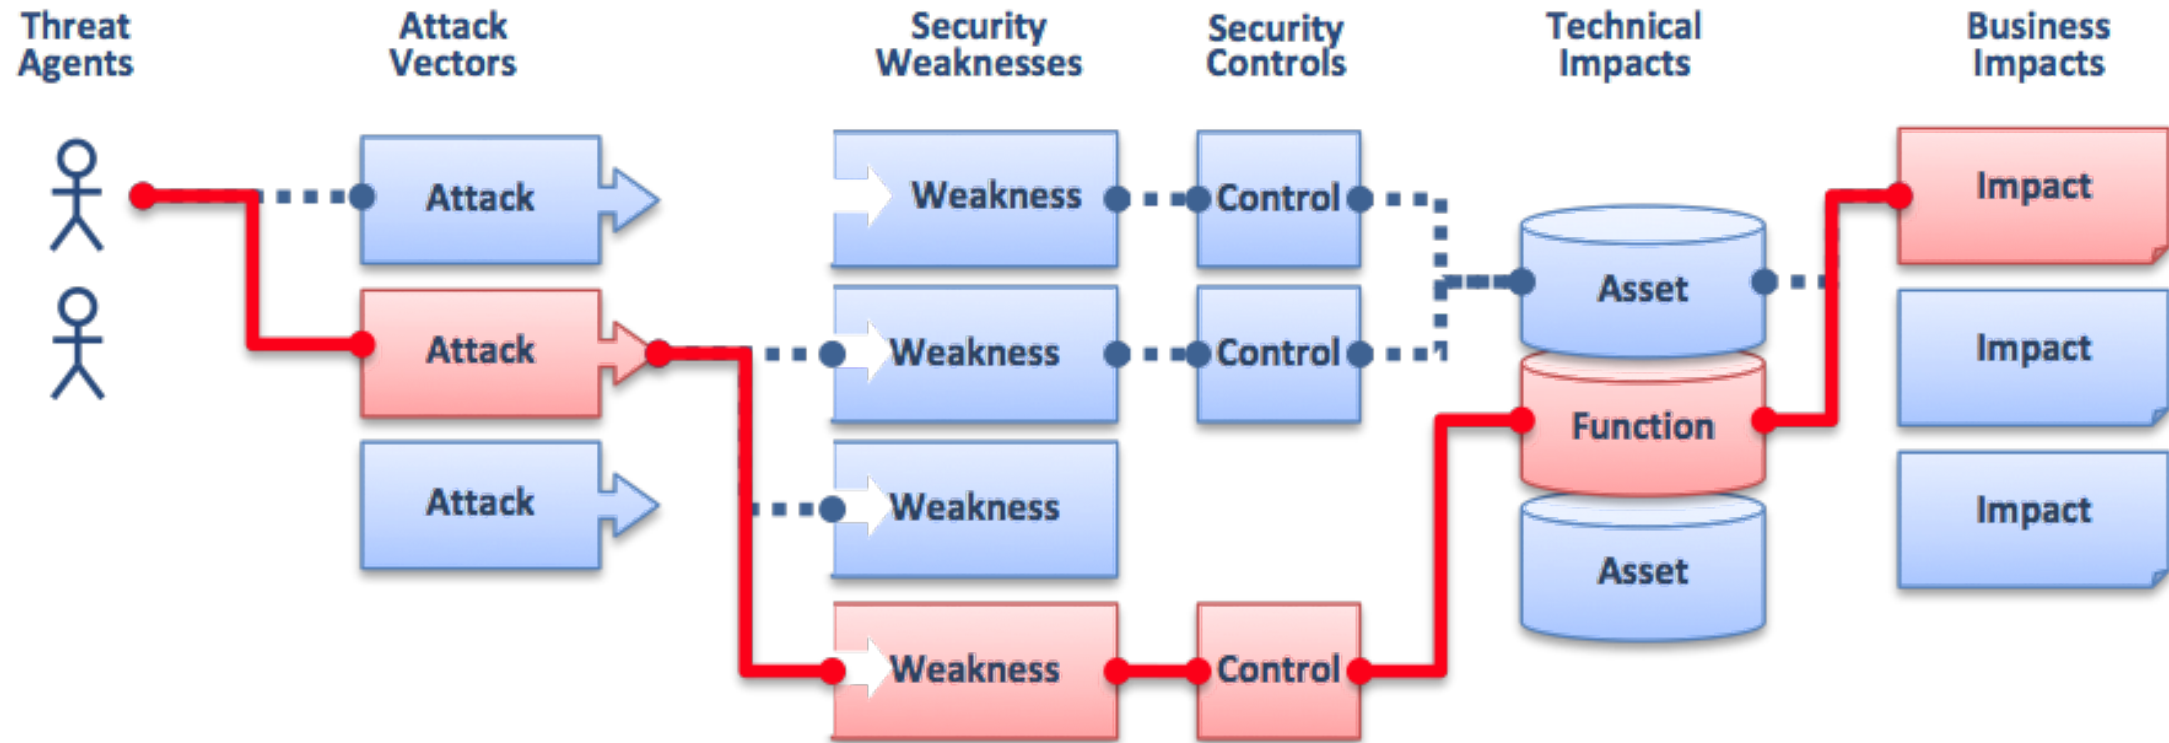 Threat
Agents
Attack
Vectors
Security
Weaknesses
Security
Controls
Technical
Impacts
Business
Impacts
Attack
Weakness
Control
Impact
Asset
Attack
Weakness
Control
Impact
Function
Attack
Weakness
Impact
Asset
Weakness
Control